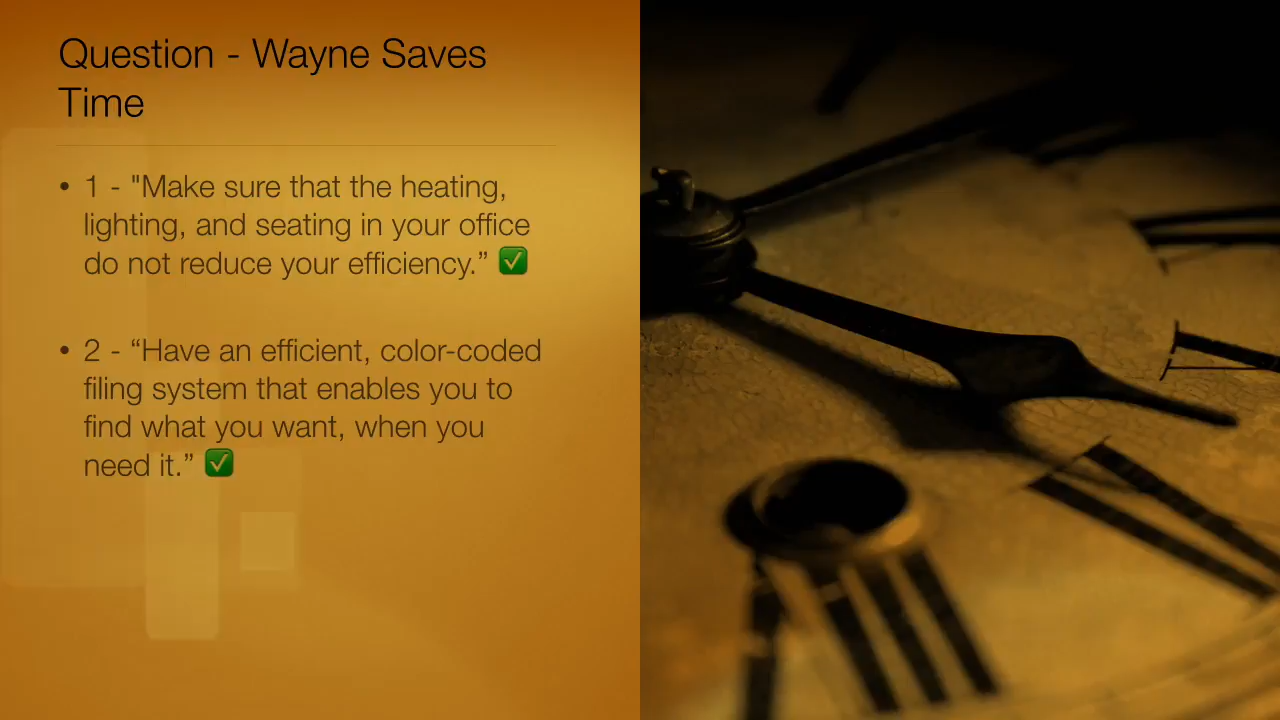 Question - Wayne Saves
Time
• 1 - "Make sure that the heating,
lighting, and seating in your office
do not reduce your efficiency.” ✅
• 2 - “Have an efficient, color-coded
filing system that enables you to
find what you want, when you
need it.” ✅